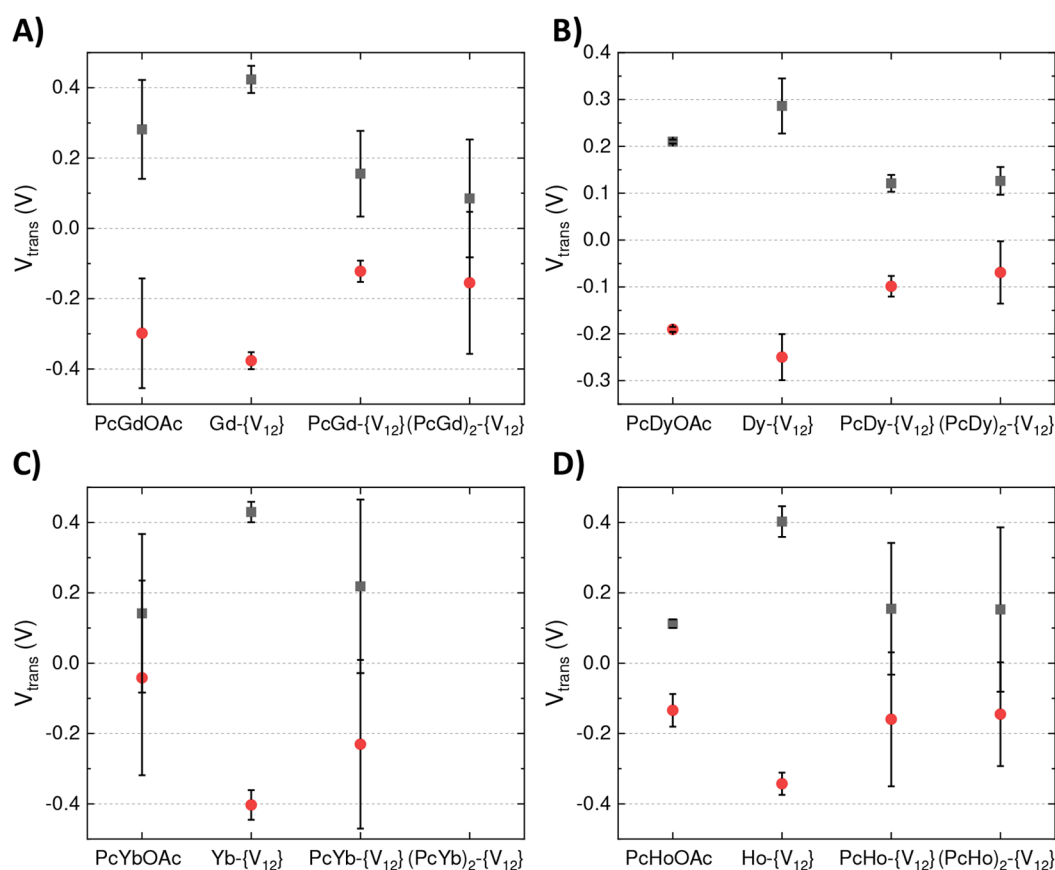 A)
V_trans (V)
0.4
0.2
0.0
-0.2
-0.4
PcGdOAc Gd-{V12} PcGd-{V12} (PcGd)2-{V12}
B)
V_trans (V)
0.4
0.3
0.2
0.1
0.0
-0.1
-0.2
-0.3
PcDyOAc Dy-{V12} PcDy-{V12} (PcDy)2-{V12}
C)
V_trans (V)
0.4
0.2
0.0
-0.2
-0.4
PcYbOAc Yb-{V12} PcYb-{V12} (PcYb)2-{V12}
D)
V_trans (V)
0.4
0.2
0.0
-0.2
-0.4
PcHoOAc Ho-{V12} PcHo-{V12} (PcHo)2-{V12}